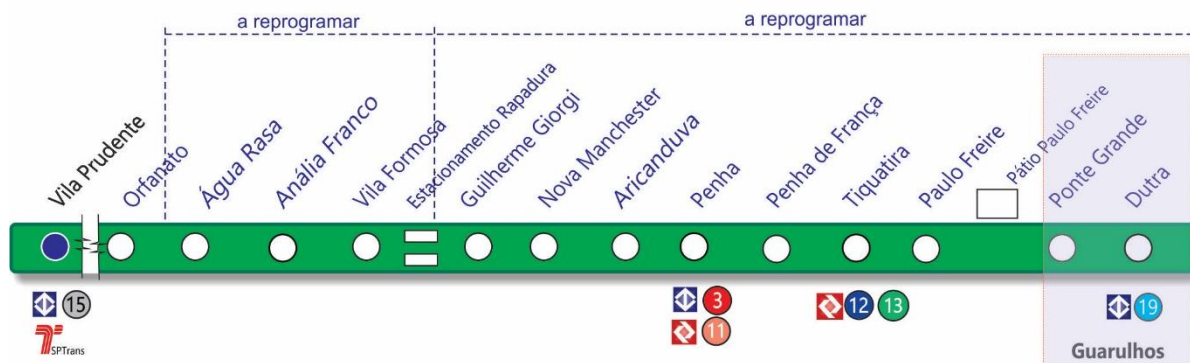 a reprogramar
a reprogramar
Vila Prudente
Orfanato
Água Rasa
Anália Franco
Vila Formosa
Estacionamento Rapadura
Guilherme Giorgi
Nova Manchester
Aricanduva
Penha
Penha de França
Tiquatira
Paulo Freire
Pátio Paulo Freire
Ponte Grande
Dutra
15
SPTrans
3
11
12
13
19
Guarulhos